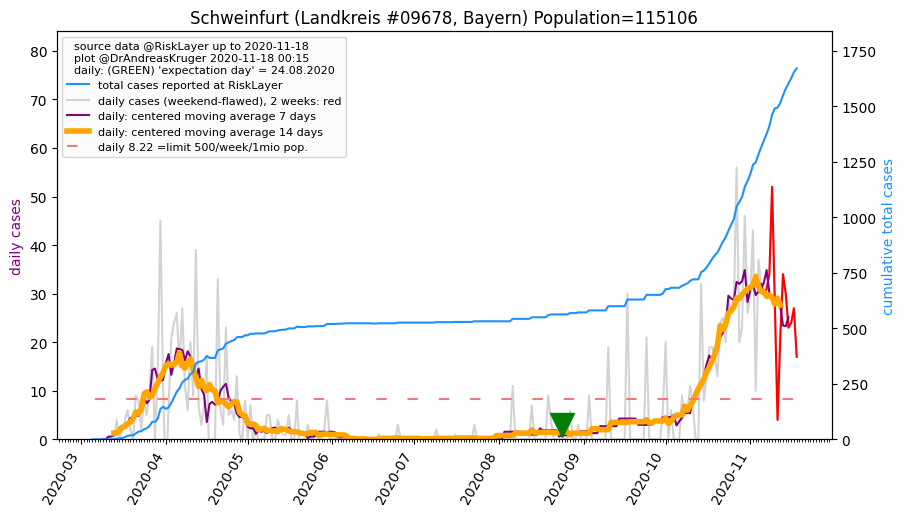 Schweinfurt (Landkreis #09678, Bayern) Population=115106
source data @RiskLayer up to 2020-11-18
plot @DrAndreasKruger 2020-11-18 00:15
daily: (GREEN) 'expectation day' = 24.08.2020
total cases reported at RiskLayer
daily cases (weekend-flawed), 2 weeks: red
daily: centered moving average 7 days
daily: centered moving average 14 days
daily 8.22 =limit 500/week/1mio pop.
daily cases
80
70
60
50
40
30
20
10
0
cumulative total cases
1750
1500
1250
1000
750
500
250
0
2020-03
2020-04
2020-05
2020-06
2020-07
2020-08
2020-09
2020-10
2020-11